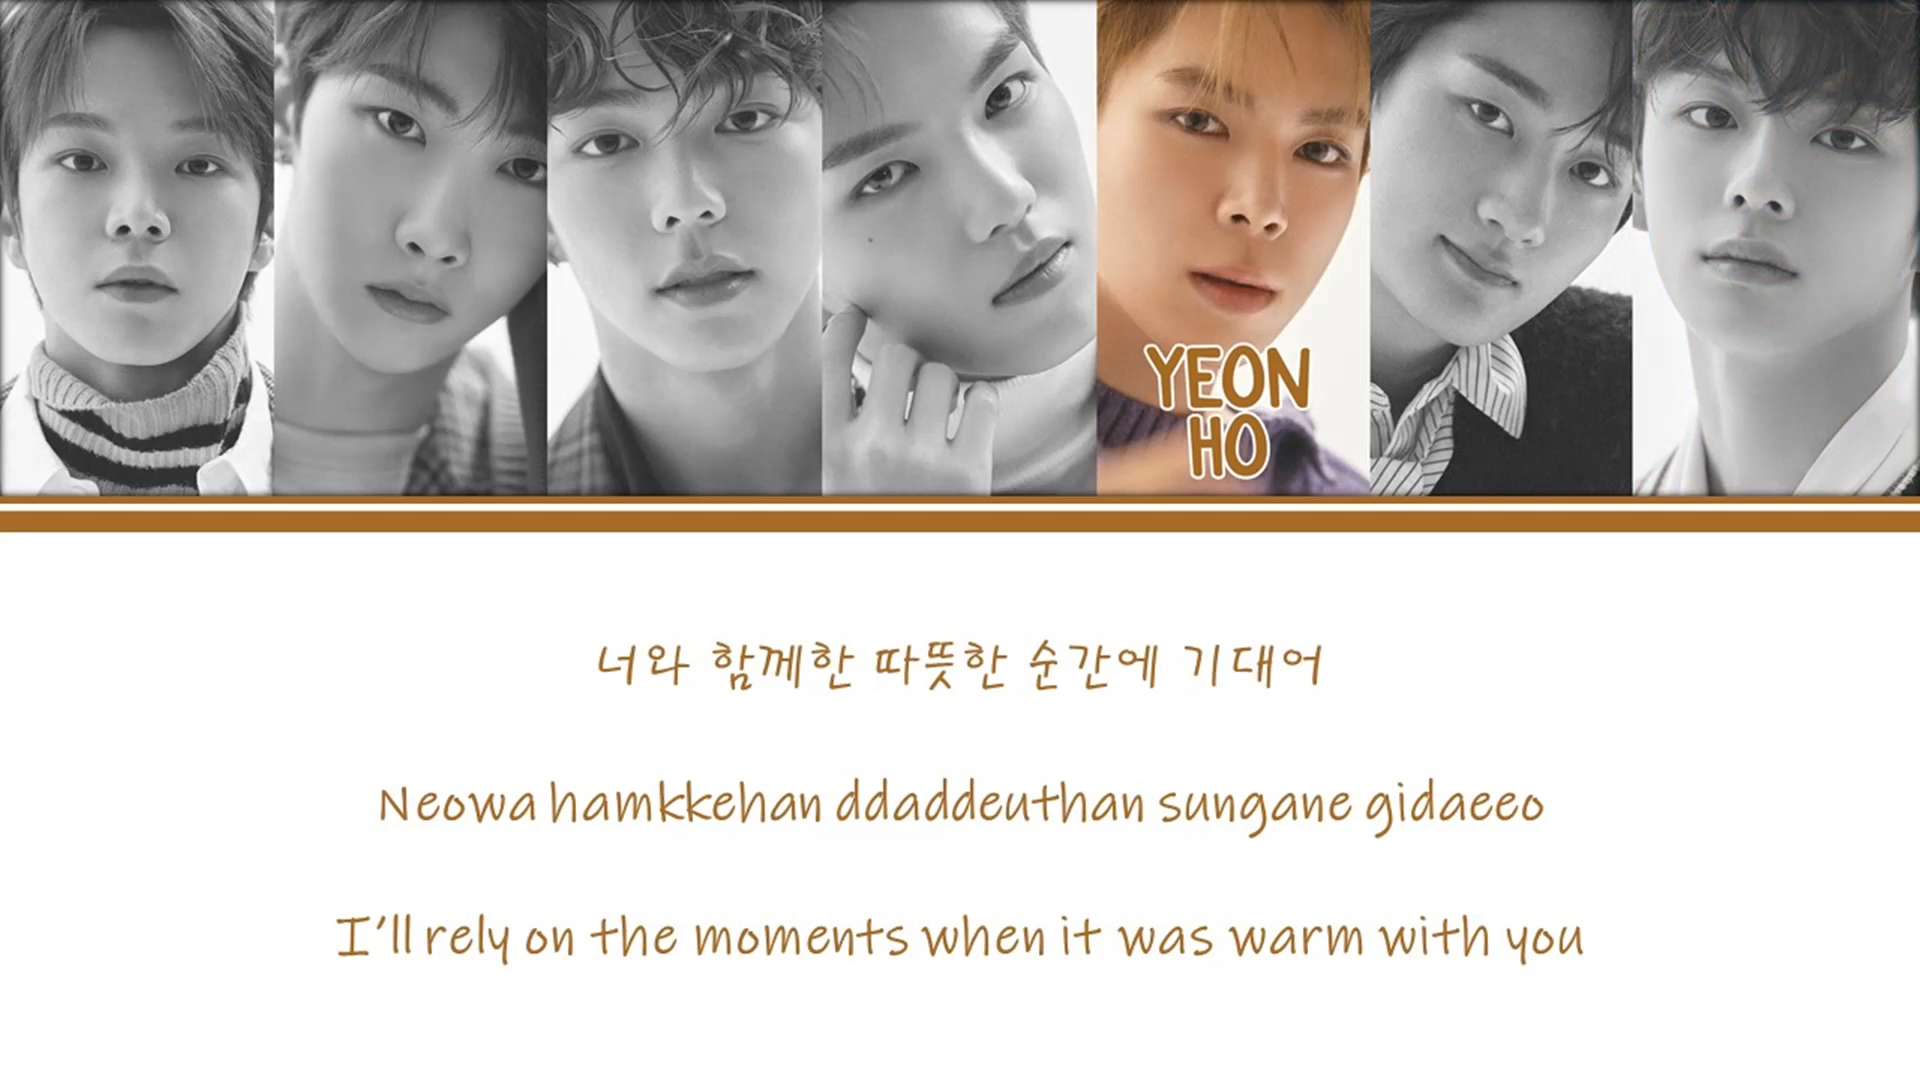 YEON
HO
너와 함께한 따뜻한 순간에 기대어
Neowa hamkkehan ddaddeuthan sungane gidaeeo
I'll rely on the moments when it was warm with you